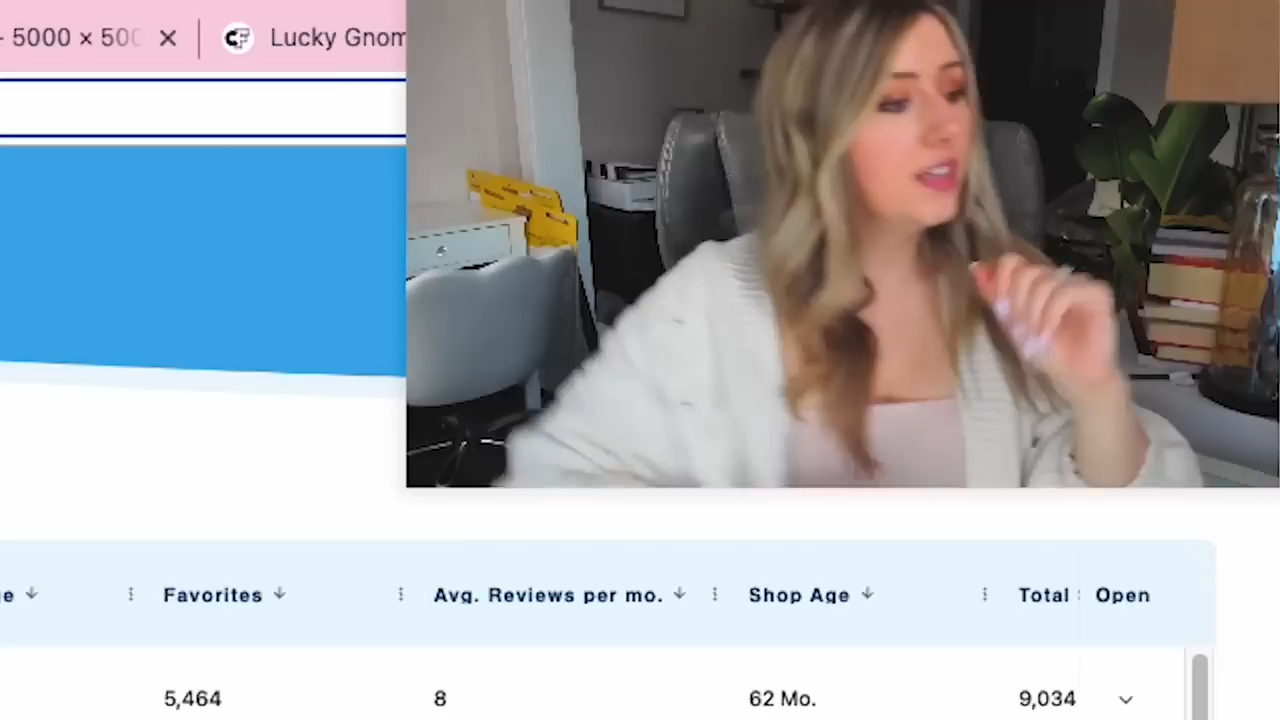 - 5000 × 500
Lucky Gnom
Favorites
Avg. Reviews per mo.
Shop Age
Total
Open
5,464
8
62 Mo.
9,034